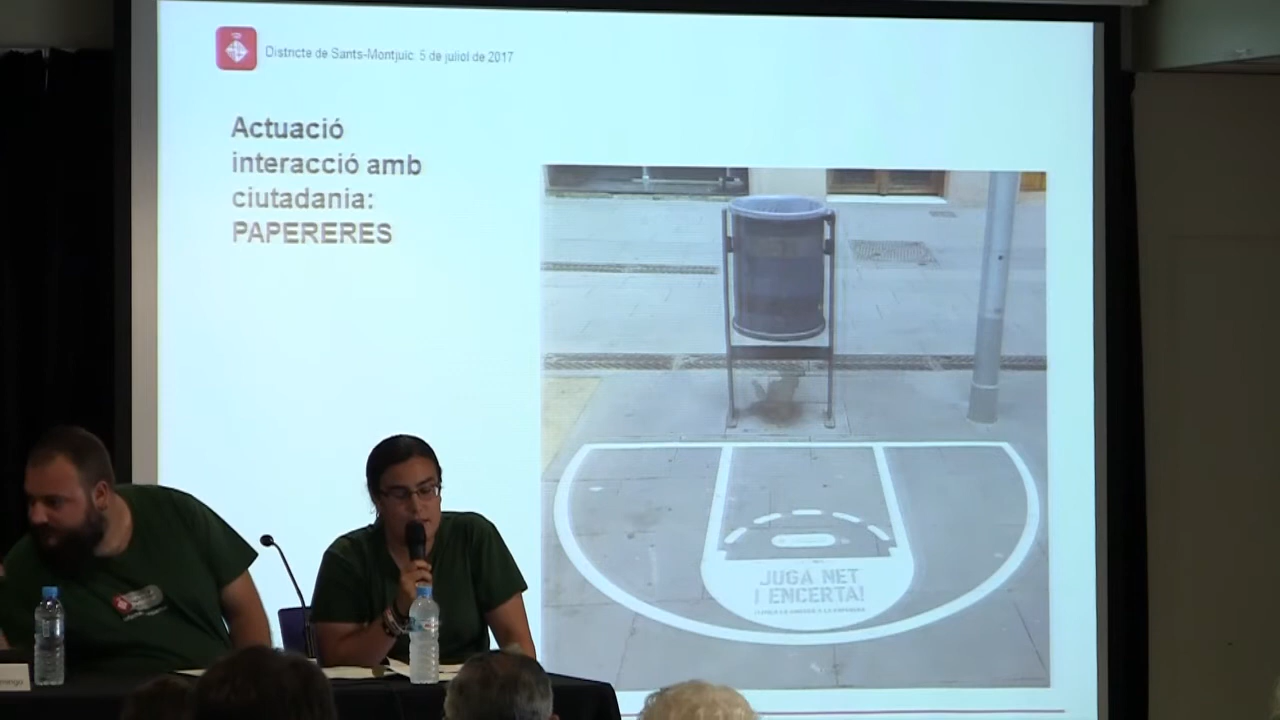 Districte de Sants-Montjuïc. 5 de juliol de 2017
Actuació
interacció amb
ciutadania:
PAPERERES
JUGA NET
I ENCERTA!